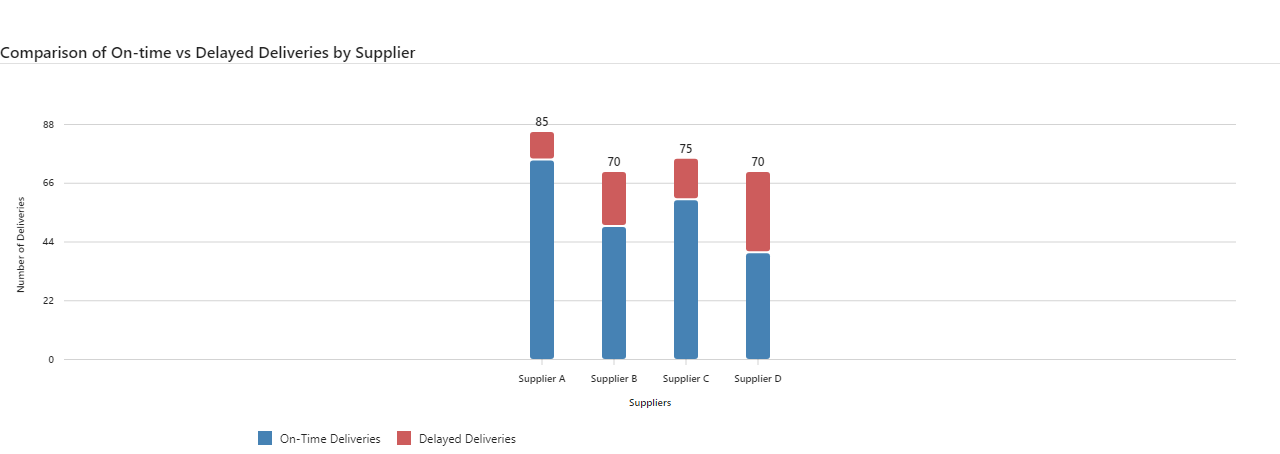 Comparison of On-time vs Delayed Deliveries by Supplier
88
66
44
22
0
Number of Deliveries
85
70
75
70
Supplier A
Supplier B
Supplier C
Supplier D
Suppliers
On-Time Deliveries
Delayed Deliveries